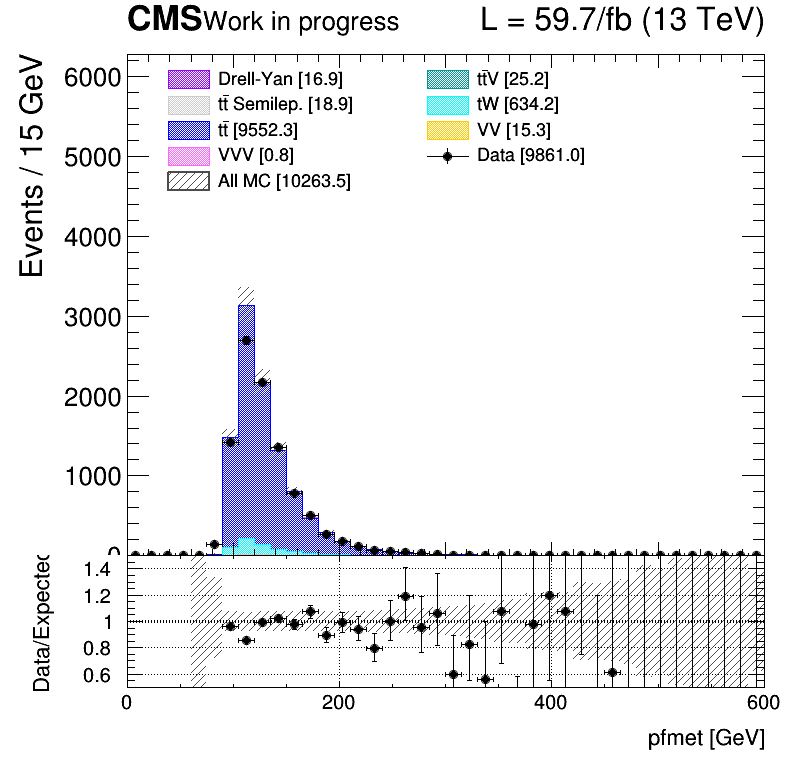 CMS Work in progress L = 59.7/fb (13 TeV)
Events / 15 GeV
6000
5000
4000
3000
2000
1000
0
Drell-Yan [16.9]
tt̄ Semilep. [18.9]
tt̄ [9552.3]
VVV [0.8]
All MC [10263.5]
tt̄V [25.2]
tW [634.2]
VV [15.3]
Data [9861.0]
Data/Expected
1.4
1.2
1
0.8
0.6
0 200 400 600
pfmet [GeV]